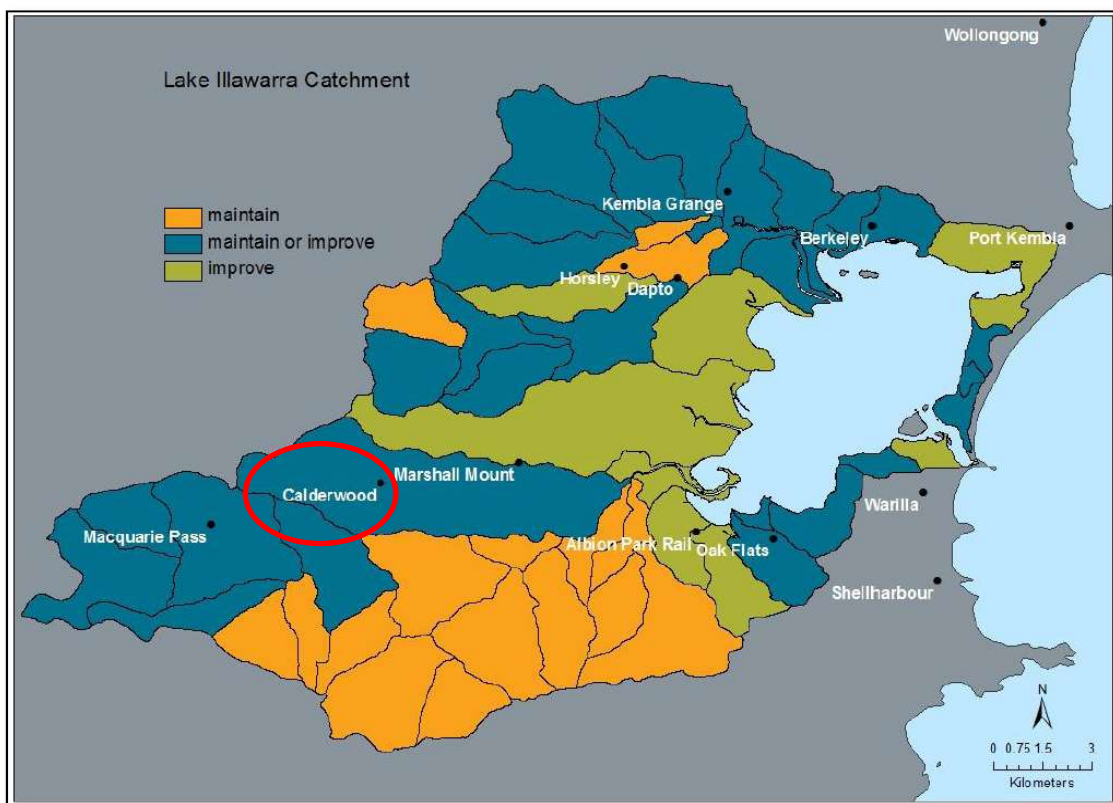 Wollongong
Lake Illawarra Catchment
maintain
maintain or improve
improve
Kembla Grange
Berkeley
Port Kembla
Horsley
Dapto
Marshall Mount
Calderwood
Macquarie Pass
Albion Park Rail
Oak Flats
Warilla
Shellharbour
N
0 0.75 1.5 3
Kilometers